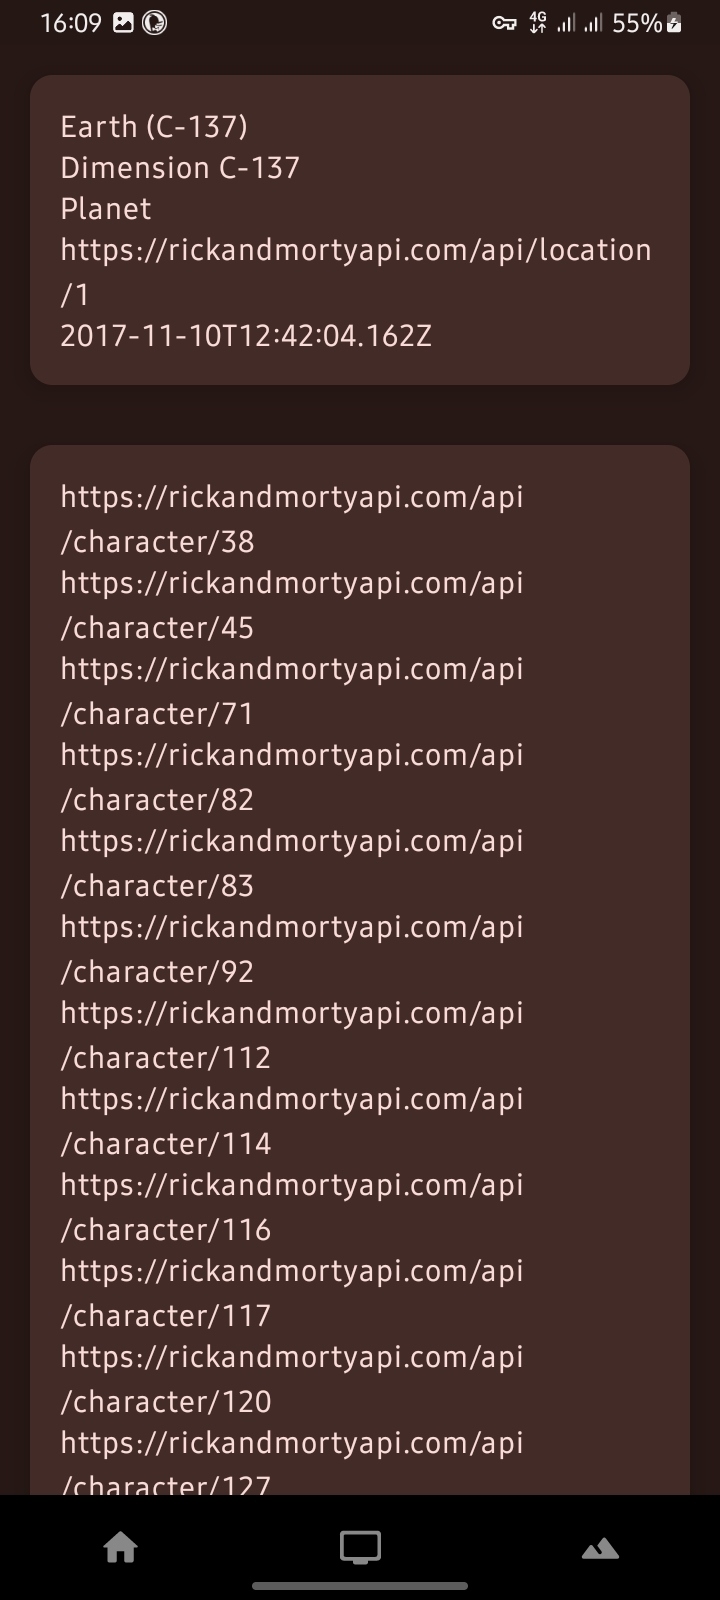 16:09
4G
55%
Earth (C-137)
Dimension C-137
Planet
https://rickandmortyapi.com/api/location
/1
2017-11-10T12:42:04.162Z
https://rickandmortyapi.com/api
/character/38
https://rickandmortyapi.com/api
/character/45
https://rickandmortyapi.com/api
/character/71
https://rickandmortyapi.com/api
/character/82
https://rickandmortyapi.com/api
/character/83
https://rickandmortyapi.com/api
/character/92
https://rickandmortyapi.com/api
/character/112
https://rickandmortyapi.com/api
/character/114
https://rickandmortyapi.com/api
/character/116
https://rickandmortyapi.com/api
/character/117
https://rickandmortyapi.com/api
/character/120
https://rickandmortyapi.com/api
/character/127